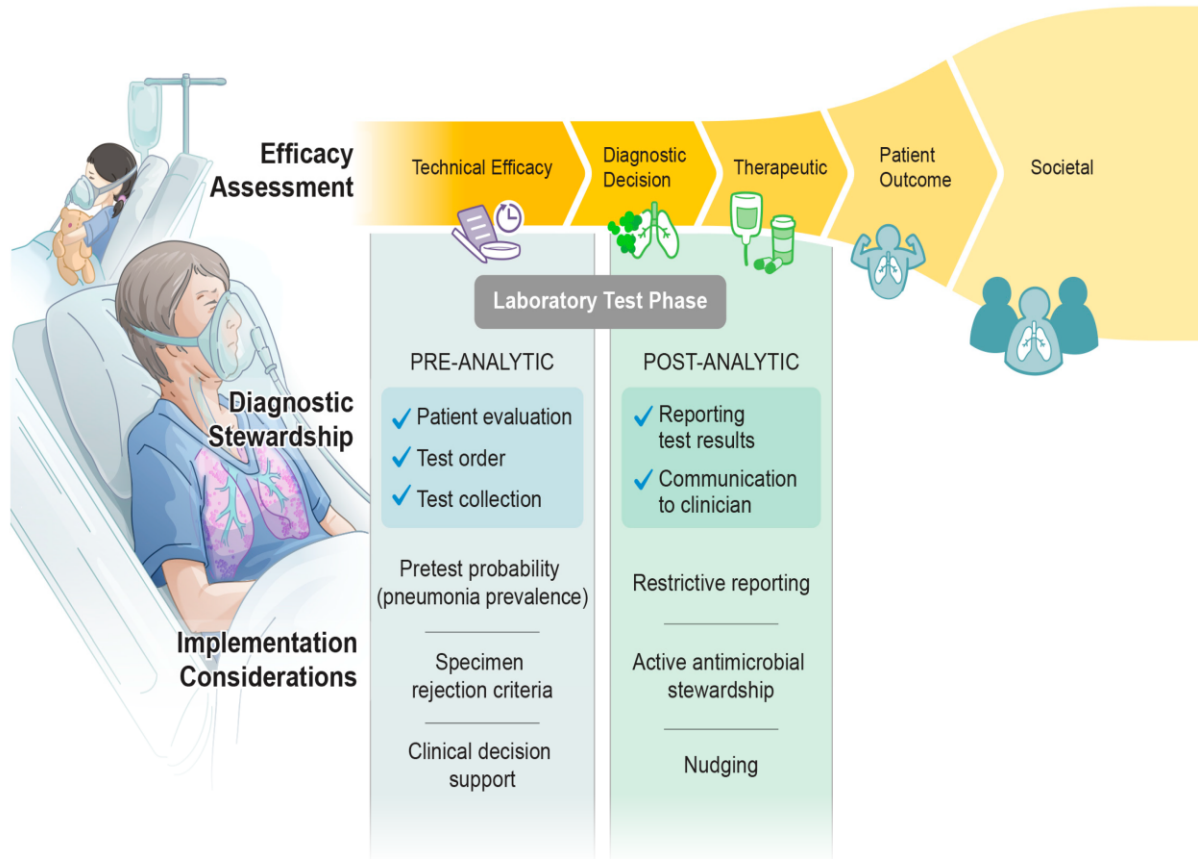 Efficacy
Assessment
Technical Efficacy
Diagnostic
Decision
Therapeutic
Patient
Outcome
Societal
Laboratory Test Phase
PRE-ANALYTIC
POST-ANALYTIC
Diagnostic
Stewardship
Patient evaluation
Test order
Test collection
Reporting
test results
Communication
to clinician
Implementation
Considerations
Pretest probability
(pneumonia prevalence)
Specimen
rejection criteria
Clinical decision
support
Restrictive reporting
Active antimicrobial
stewardship
Nudging